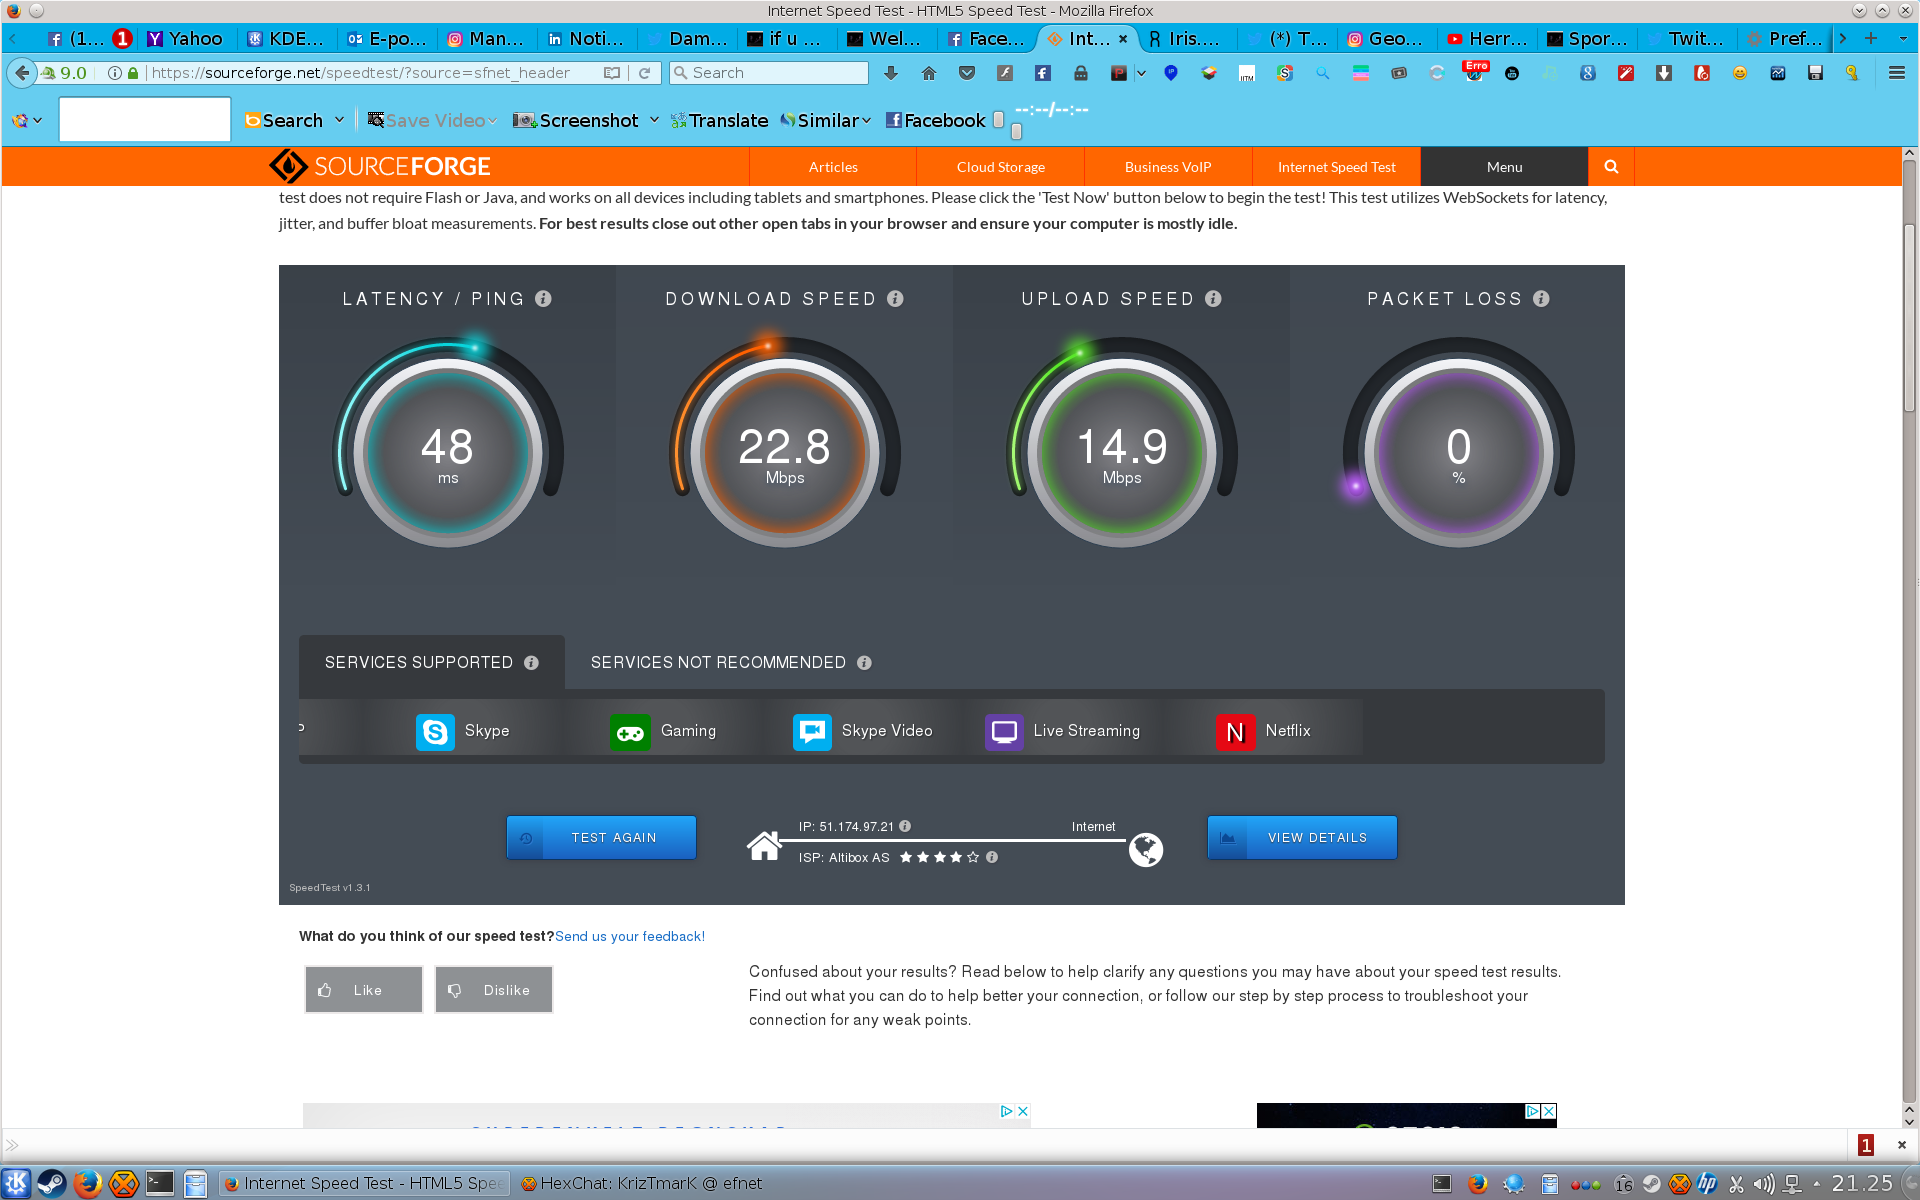 Internet Speed Test - HTML5 Speed Test - Mozilla Firefox
(1... 1 Yahoo KDE... E-po... Man... Noti... Dam... if u ... Wel... Face... Int... Iris.... (*) T... Geo... Herr... Spor... Twit... Pref...
9.0 https://sourceforge.net/speedtest/?source=sfnet_header Search Erro
Search Save Video Screenshot Translate Similar Facebook --:--/--:--
SOURCEFORGE Articles Cloud Storage Business VoIP Internet Speed Test Menu
test does not require Flash or Java, and works on all devices including tablets and smartphones. Please click the 'Test Now' button below to begin the test! This test utilizes WebSockets for latency,
jitter, and buffer bloat measurements. For best results close out other open tabs in your browser and ensure your computer is mostly idle.
LATENCY / PING DOWNLOAD SPEED UPLOAD SPEED PACKET LOSS
48 22.8 14.9 0
ms Mbps Mbps %
SERVICES SUPPORTED SERVICES NOT RECOMMENDED
P Skype Gaming Skype Video Live Streaming N Netflix
IP: 51.174.97.21 Internet
TEST AGAIN VIEW DETAILS
ISP: Altibox AS
SpeedTest v1.3.1
What do you think of our speed test?Send us your feedback!
Like Dislike
Confused about your results? Read below to help clarify any questions you may have about your speed test results.
Find out what you can do to help better your connection, or follow our step by step process to troubleshoot your
connection for any weak points.
1
Internet Speed Test - HTML5 Spee HexChat: KrizTmarK @ efnet 16 21.25